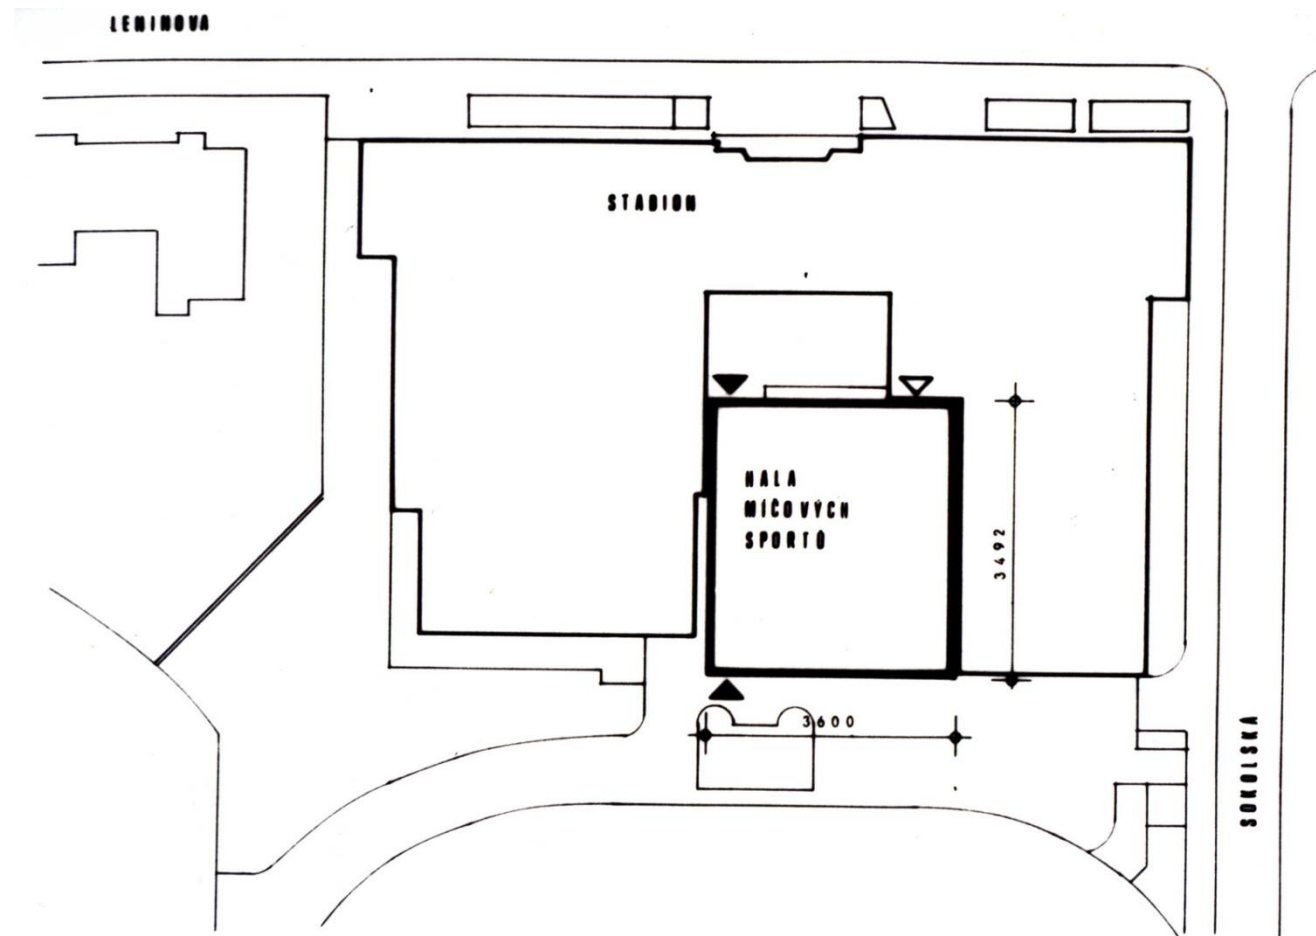 LENINOVA
STADION
HALA
MÍČOVÝCH
SPORTŮ
3492
3600
SOKOLSKÁ